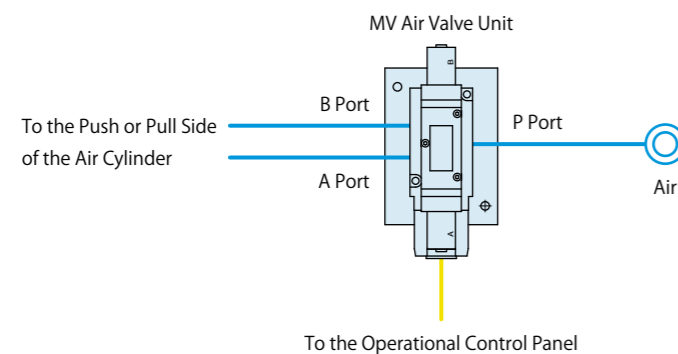 MV Air Valve Unit
B
B Port
P Port
To the Push or Pull Side
of the Air Cylinder
A Port
Air
A
To the Operational Control Panel